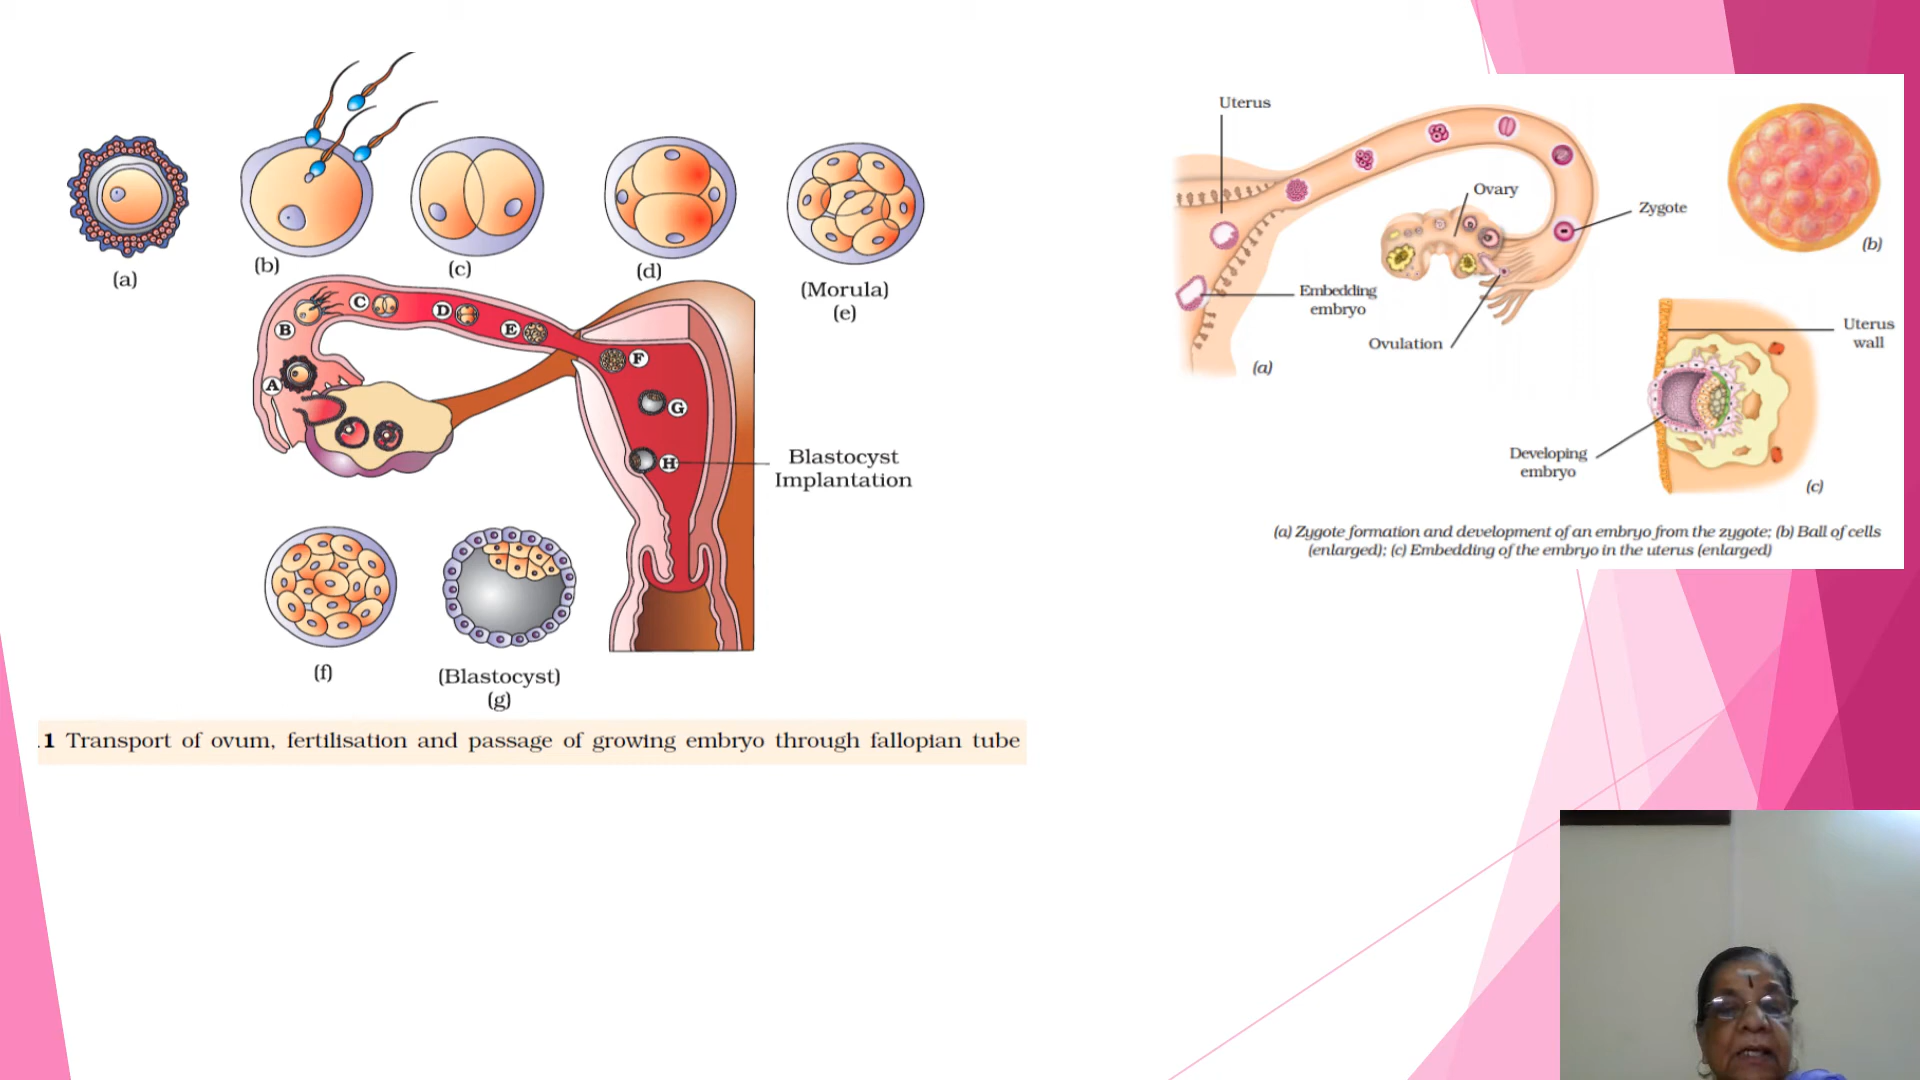 (a)
(b)
(c)
(d)
(Morula)
(e)
A
B
C
D
E
F
G
H
Blastocyst
Implantation
(f)
(Blastocyst)
(g)
.1 Transport of ovum, fertilisation and passage of growing embryo through fallopian tube
Uterus
Ovary
Zygote
Embedding
embryo
Ovulation
(a)
(b)
Uterus
wall
Developing
embryo
(c)
(a) Zygote formation and development of an embryo from the zygote; (b) Ball of cells
(enlarged); (c) Embedding of the embryo in the uterus (enlarged)